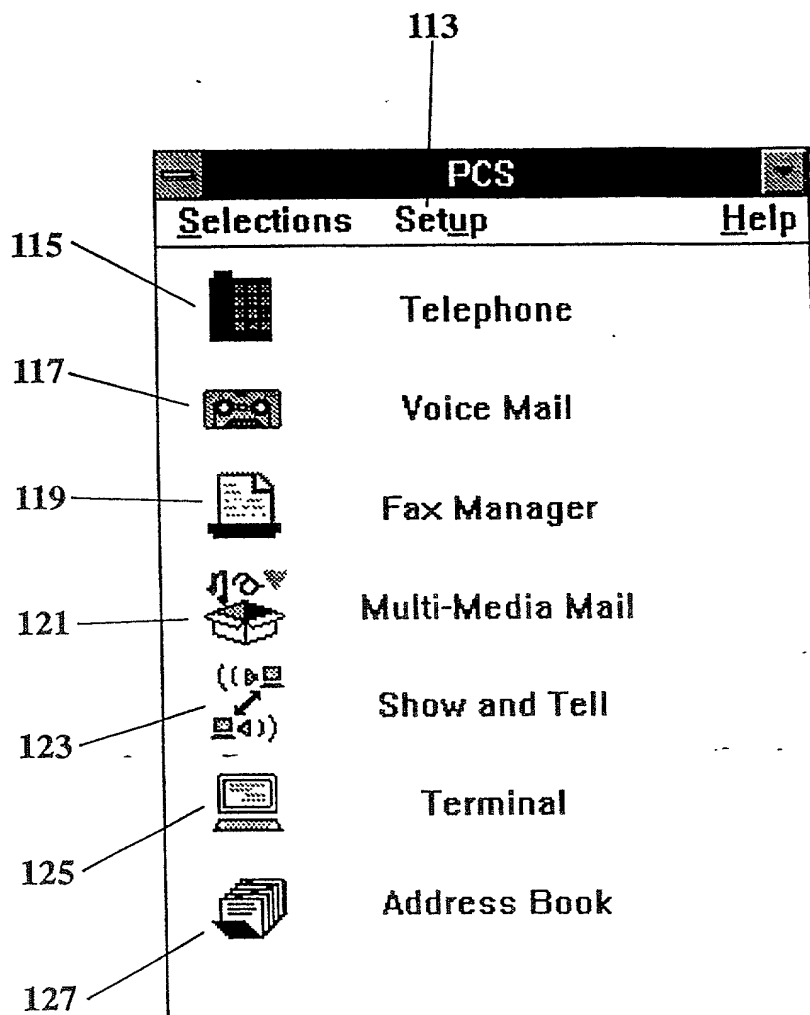 113
PCS
Selections Setup Help
115
Telephone
117
Voice Mail
119
Fax Manager
121
Multi-Media Mail
123
Show and Tell
125
Terminal
127
Address Book